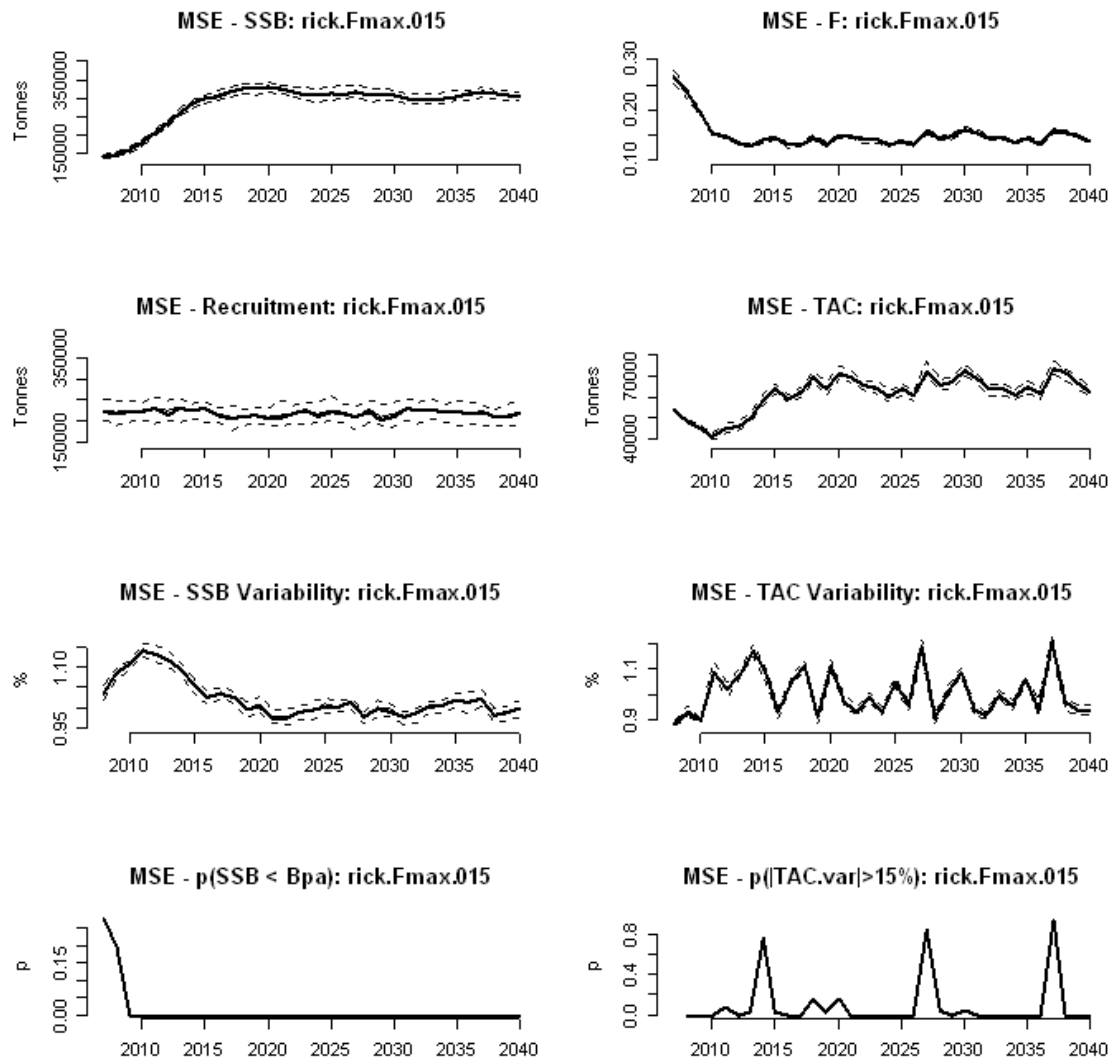 MSE - SSB: rick.Fmax.015
Tonnes
150000 350000
2010 2015 2020 2025 2030 2035 2040
MSE - F: rick.Fmax.015
0.10 0.20 0.30
2010 2015 2020 2025 2030 2035 2040
MSE - Recruitment: rick.Fmax.015
Tonnes
150000 350000
2010 2015 2020 2025 2030 2035 2040
MSE - TAC: rick.Fmax.015
Tonnes
40000 70000
2010 2015 2020 2025 2030 2035 2040
MSE - SSB Variability: rick.Fmax.015
%
0.95 1.10
2010 2015 2020 2025 2030 2035 2040
MSE - TAC Variability: rick.Fmax.015
%
0.9 1.1
2010 2015 2020 2025 2030 2035 2040
MSE - p(SSB < Bpa): rick.Fmax.015
p
0.00 0.15
2010 2015 2020 2025 2030 2035 2040
MSE - p(|TAC.var|>15%): rick.Fmax.015
p
0.0 0.4 0.8
2010 2015 2020 2025 2030 2035 2040